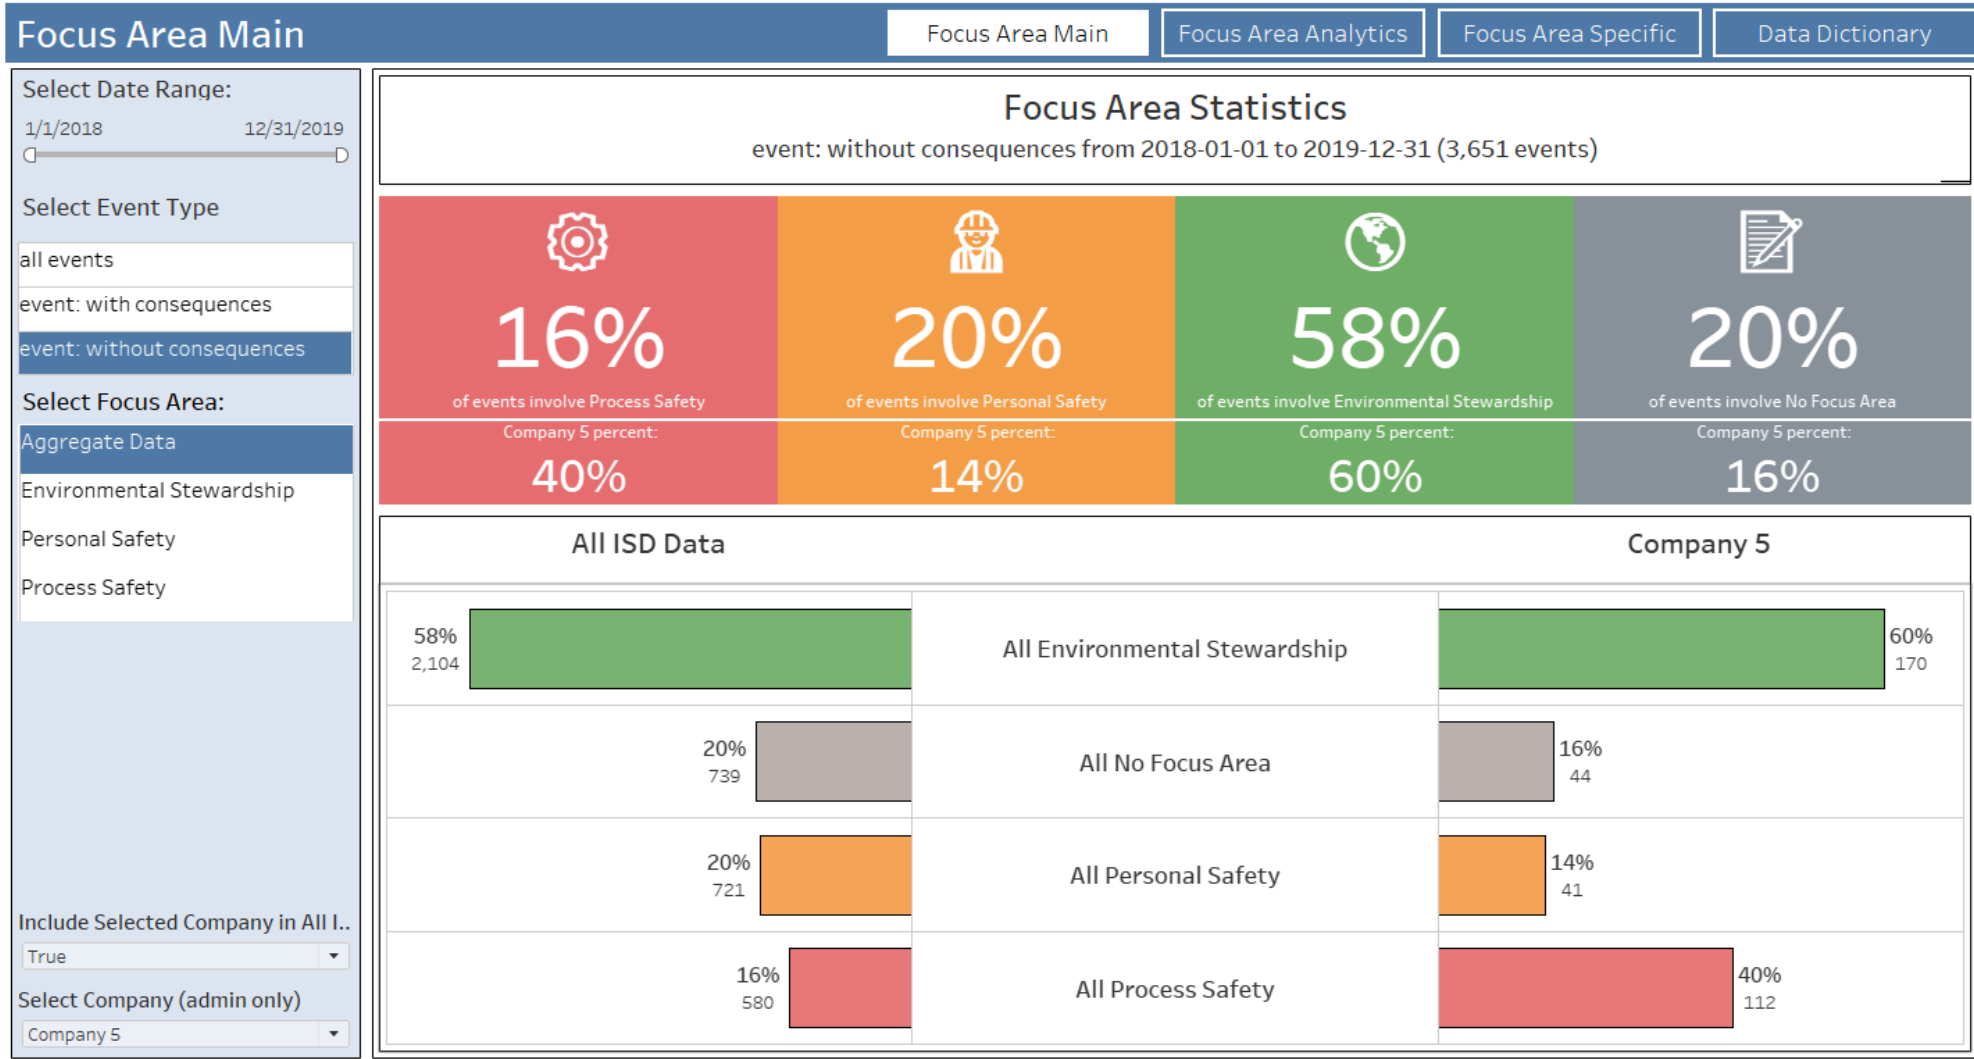 Focus Area Main
Focus Area Main
Focus Area Analytics
Focus Area Specific
Data Dictionary
Select Date Range:
1/1/2018
12/31/2019
Select Event Type
all events
event: with consequences
event: without consequences
Select Focus Area:
Aggregate Data
Environmental Stewardship
Personal Safety
Process Safety
Include Selected Company in All I..
True
Select Company (admin only)
Company 5
Focus Area Statistics
event: without consequences from 2018-01-01 to 2019-12-31 (3,651 events)
16%
of events involve Process Safety
Company 5 percent:
40%
20%
of events involve Personal Safety
Company 5 percent:
14%
58%
of events involve Environmental Stewardship
Company 5 percent:
60%
20%
of events involve No Focus Area
Company 5 percent:
16%
All ISD Data
Company 5
58%
2,104
All Environmental Stewardship
60%
170
20%
739
All No Focus Area
16%
44
20%
721
All Personal Safety
14%
41
16%
580
All Process Safety
40%
112